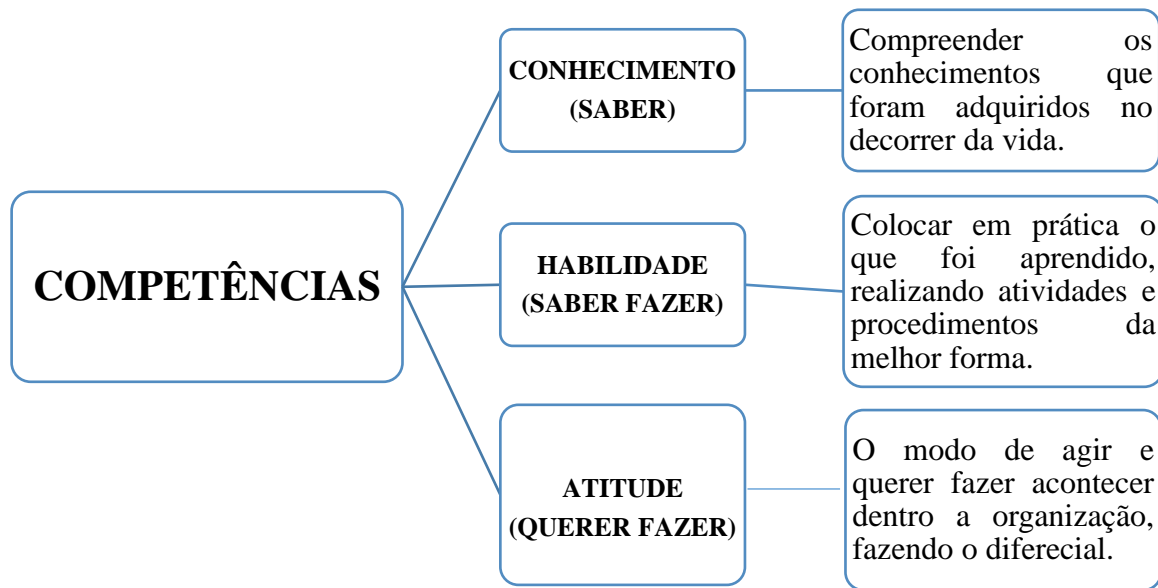 COMPETÊNCIAS
CONHECIMENTO
(SABER)
Compreender os
conhecimentos que
foram adquiridos no
decorrer da vida.
HABILIDADE
(SABER FAZER)
Colocar em prática o
que foi aprendido,
realizando atividades e
procedimentos da
melhor forma.
ATITUDE
(QUERER FAZER)
O modo de agir e
querer fazer acontecer
dentro a organização,
fazendo o diferecial.